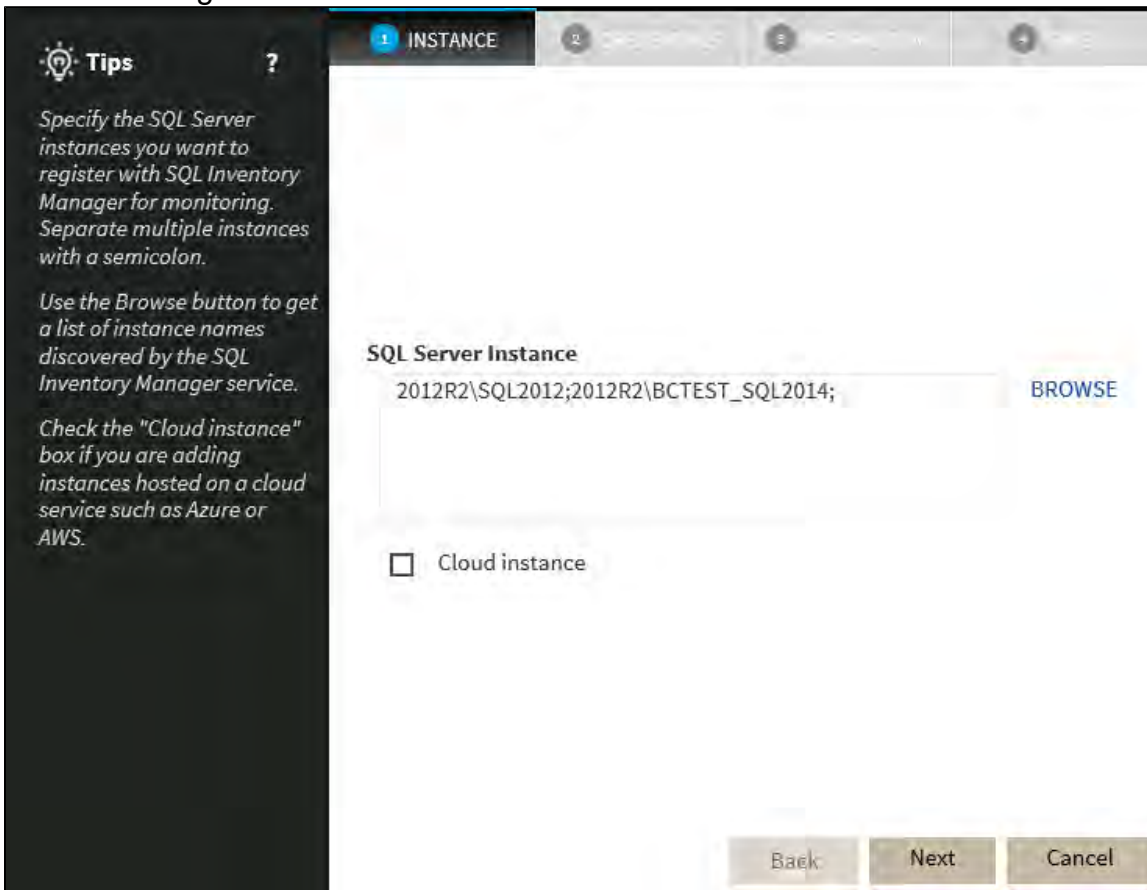 Tips ?
Specify the SQL Server
instances you want to
register with SQL Inventory
Manager for monitoring.
Separate multiple instances
with a semicolon.
Use the Browse button to get
a list of instance names
discovered by the SQL
Inventory Manager service.
Check the "Cloud instance"
box if you are adding
instances hosted on a cloud
service such as Azure or
AWS.
1 INSTANCE
2
3
4
SQL Server Instance
2012R2\SQL2012;2012R2\BCTEST_SQL2014;
BROWSE
Cloud instance
Back Next Cancel